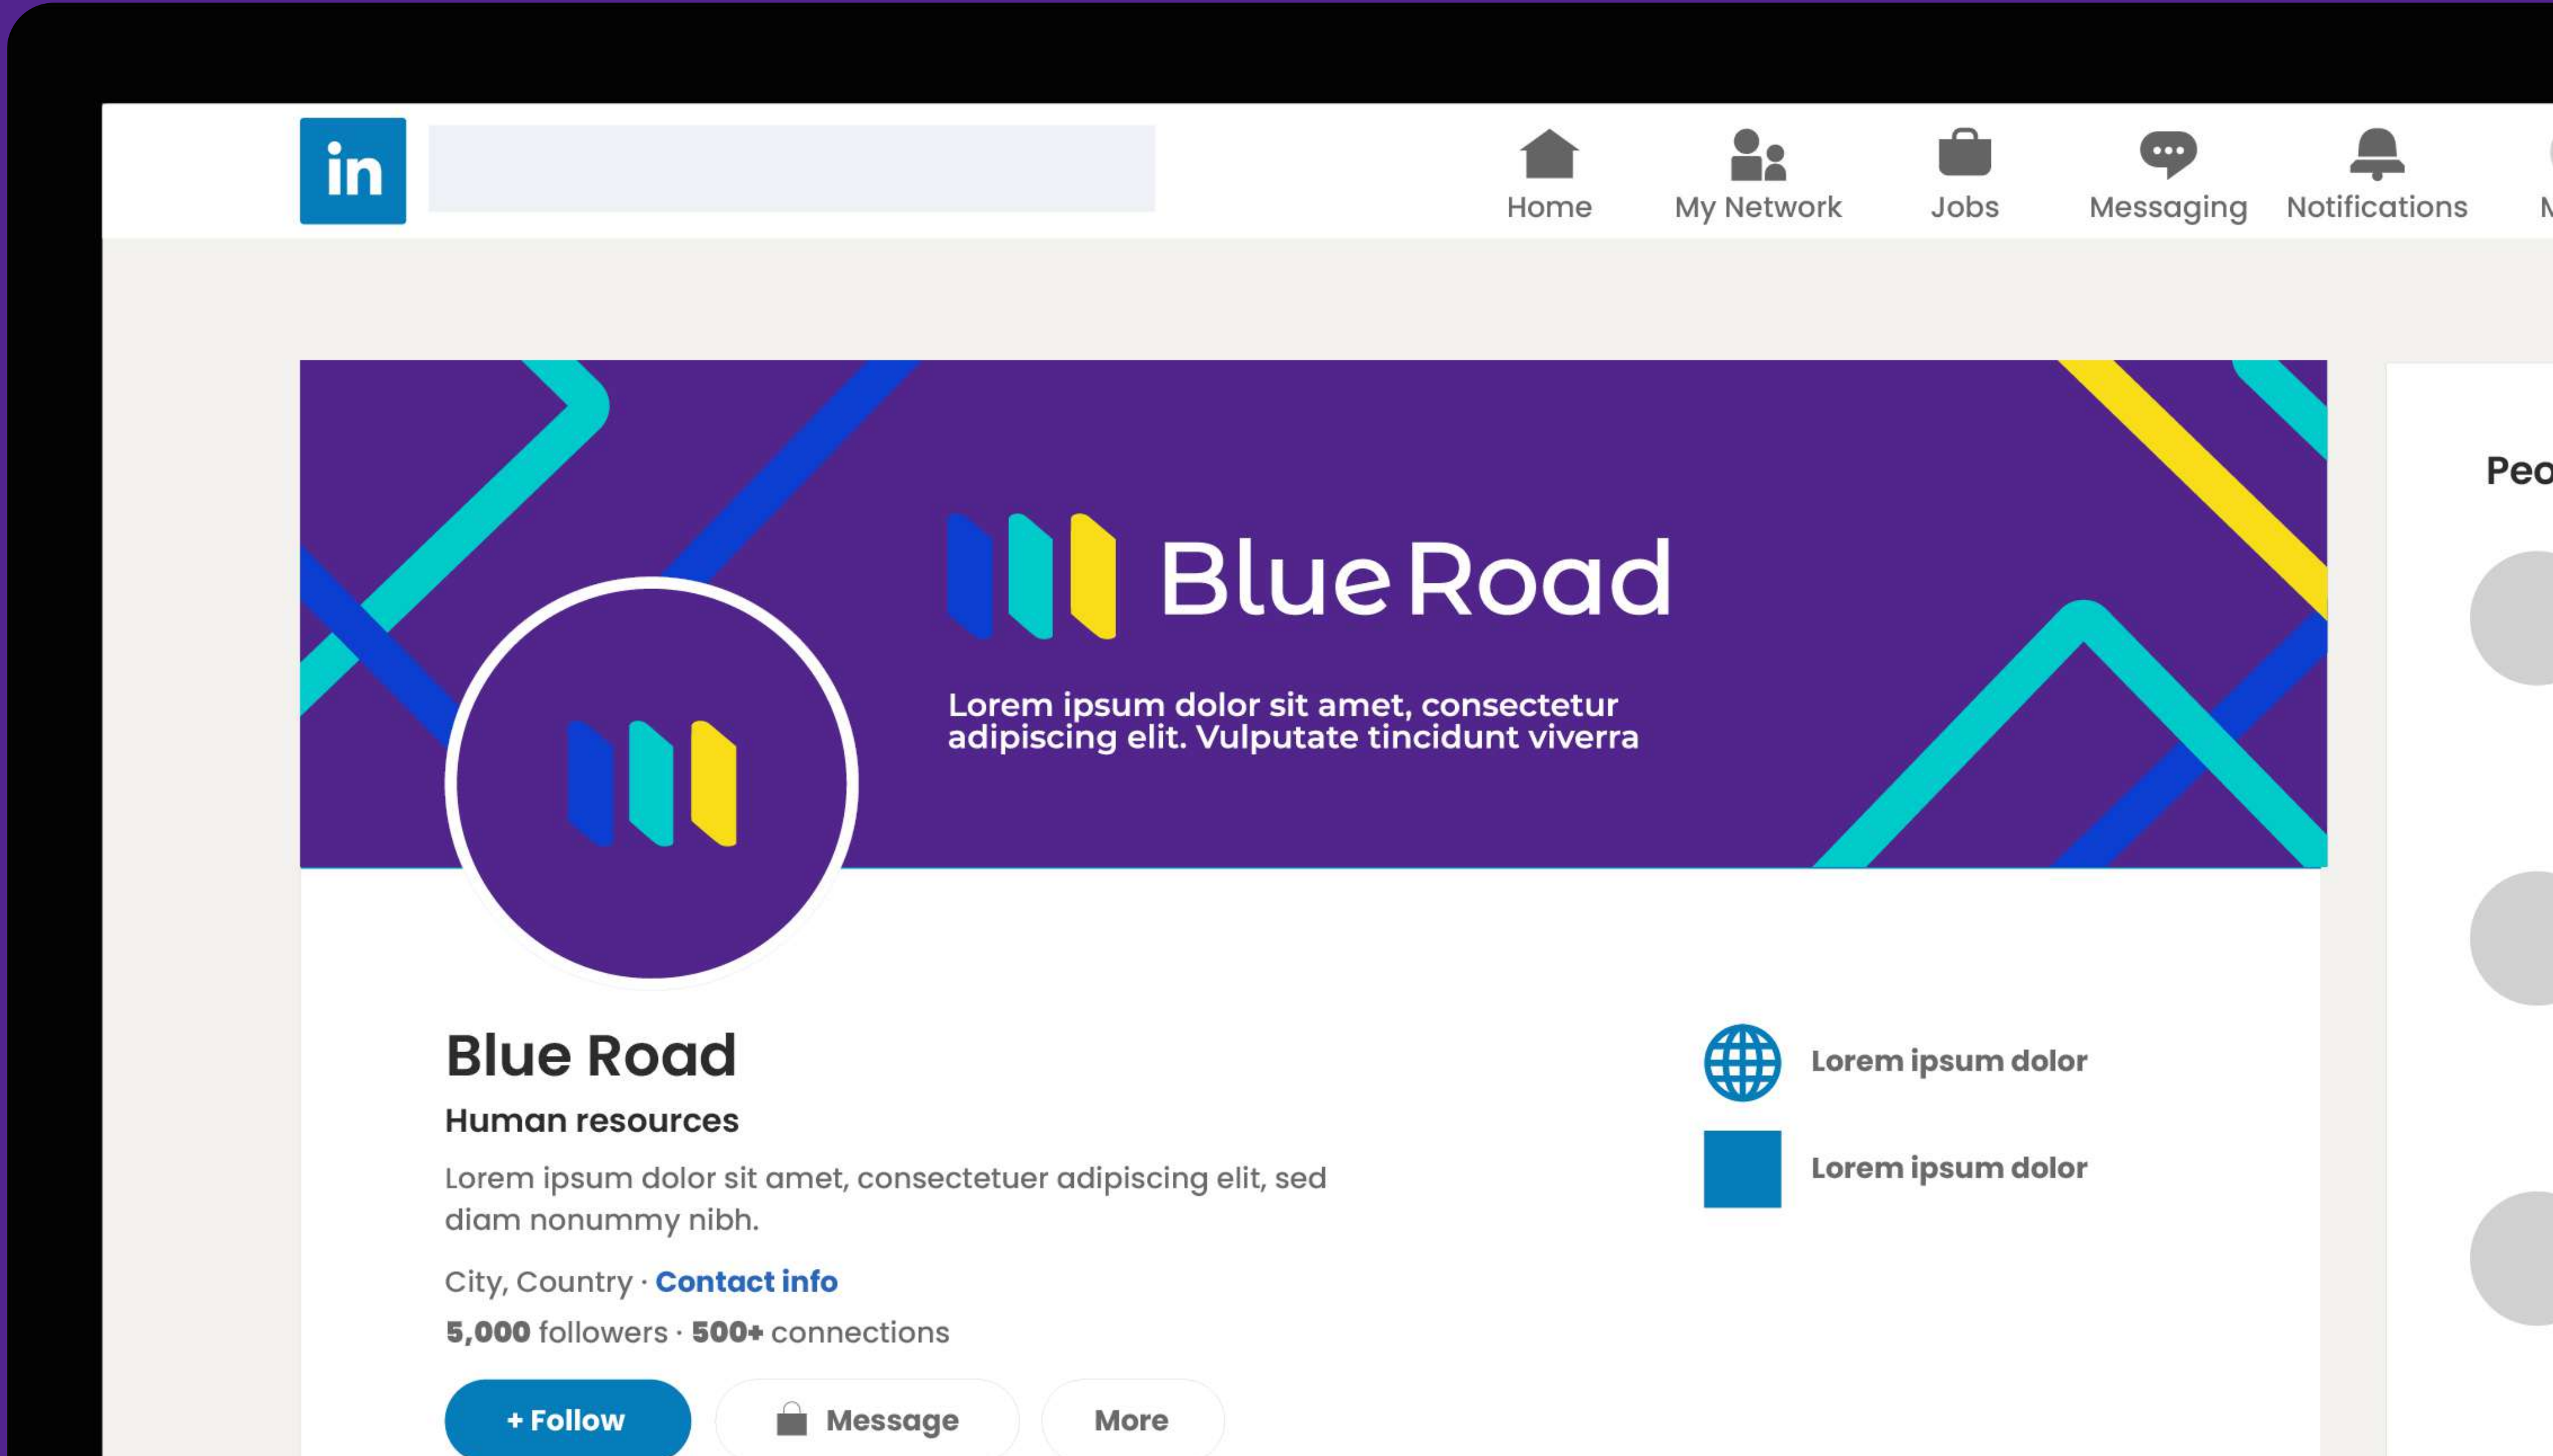 in
Home My Network Jobs Messaging Notifications
Blue Road
Lorem ipsum dolor sit amet, consectetur
adipiscing elit. Vulputate tincidunt viverra
Blue Road
Human resources
Lorem ipsum dolor sit amet, consectetuer adipiscing elit, sed
diam nonummy nibh.
City, Country · Contact info
5,000 followers · 500+ connections
+ Follow Message More
Lorem ipsum dolor
Lorem ipsum dolor